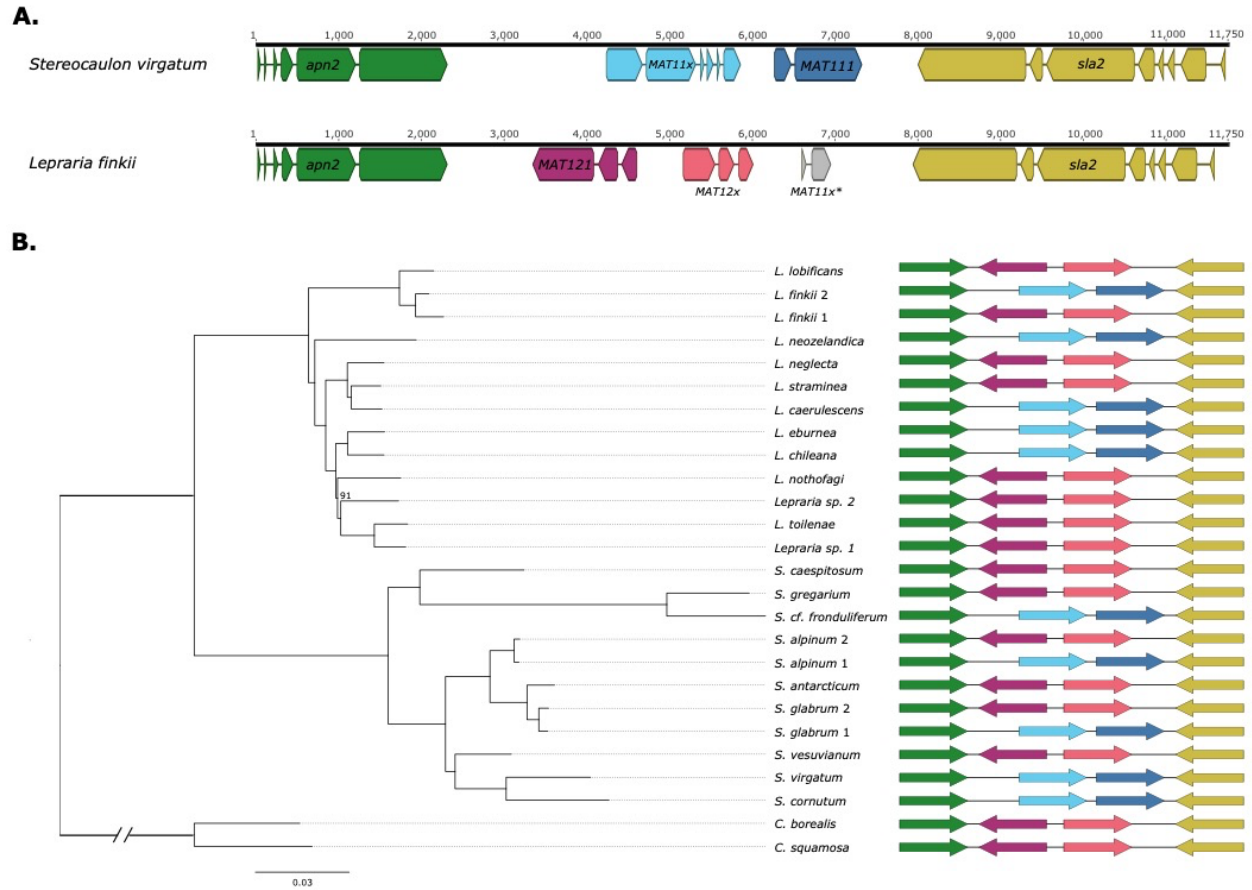 A.
1 1,000 2,000 3,000 4,000 5,000 6,000 7,000 8,000 9,000 10,000 11,000 11,750
Stereocaulon virgatum apn2 MAT11x MAT111 sla2
1 1,000 2,000 3,000 4,000 5,000 6,000 7,000 8,000 9,000 10,000 11,000 11,750
Lepraria finkii apn2 MAT121 sla2
MAT12x MAT11x*
B.
L. lobificans
L. finkii 2
L. finkii 1
L. neozelandica
L. neglecta
L. straminea
L. caerulescens
L. eburnea
L. chileana
L. nothofagi
91
Lepraria sp. 2
L. toilenae
Lepraria sp. 1
S. caespitosum
S. gregarium
S. cf. fronduliferum
S. alpinum 2
S. alpinum 1
S. antarcticum
S. glabrum 2
S. glabrum 1
S. vesuvianum
S. virgatum
S. cornutum
C. borealis
C. squamosa
0.03